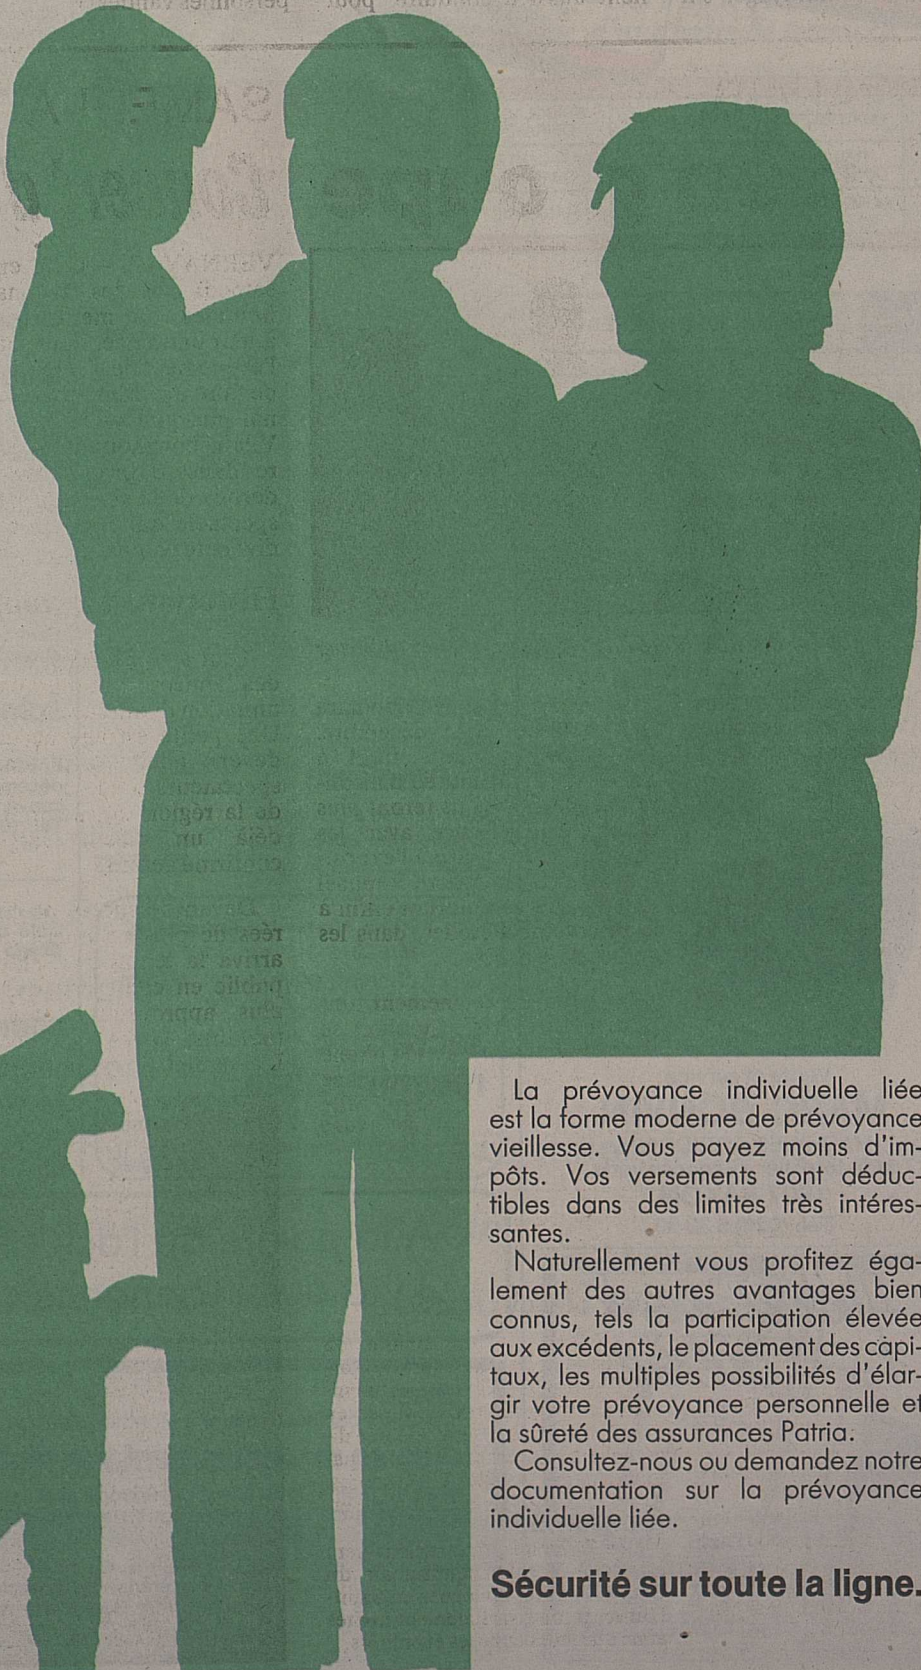 La prévoyance individuelle liée
est la forme moderne de prévoyance
vieillesse. Vous payez moins d'im-
pôts. Vos versements sont déduc-
tibles dans des limites très intéres-
santes.
Naturellement vous profitez éga-
lement des autres avantages bien
connus, tels la participation élevée
aux excédents, le placement des capi-
taux, les multiples possibilités d'élar-
gir votre prévoyance personnelle et
la sûreté des assurances Patria.
Consultez-nous ou demandez notre
documentation sur la prévoyance
individuelle liée.
Sécurité sur toute la ligne.